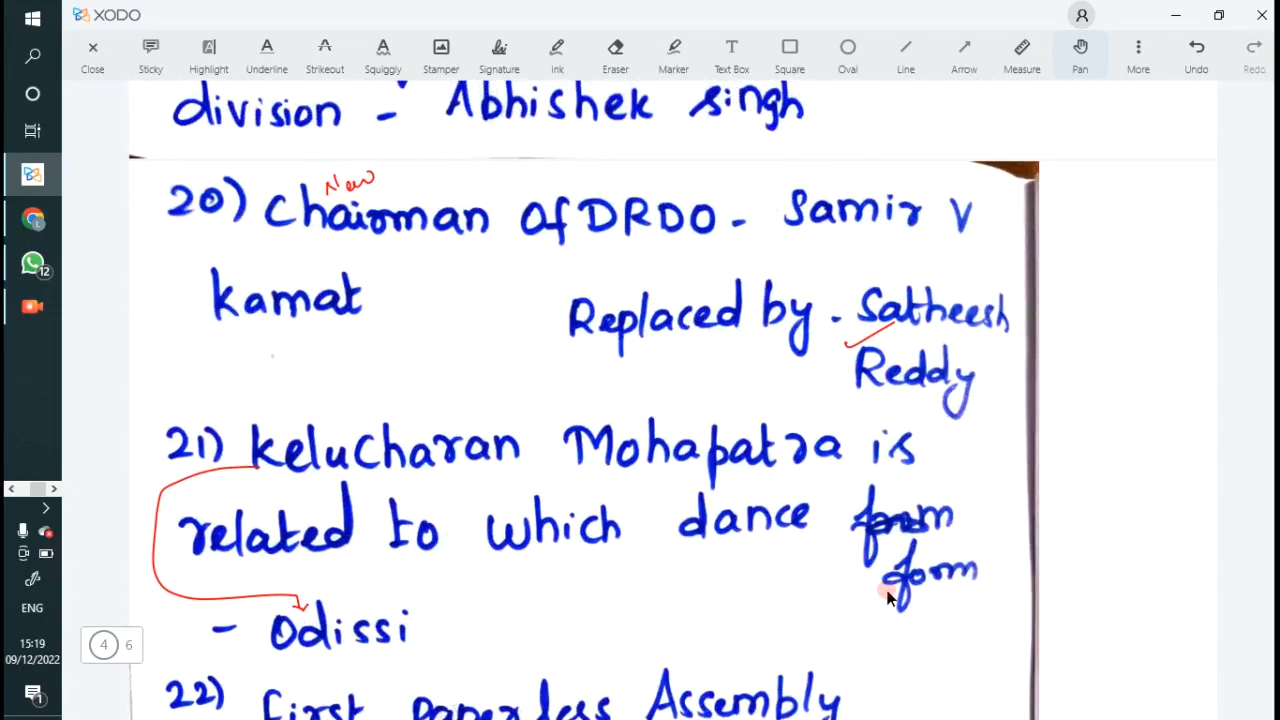 XODO
Close Sticky Highlight Underline Strikeout Squiggly Stamper Signature Ink Eraser Marker Text Box Square Oval Line Arrow Measure Pan More Undo Redo
division - Abhishek singh
New
20) Chairman of DRDO - Samir V
Kamat
Replaced by - Satheesh
Reddy
21) Kelucharan Mohapatra is
related to which dance form
form
- Odissi
22) First paperless Assembly
12
ENG
15:19
09/12/2022
1
4 6